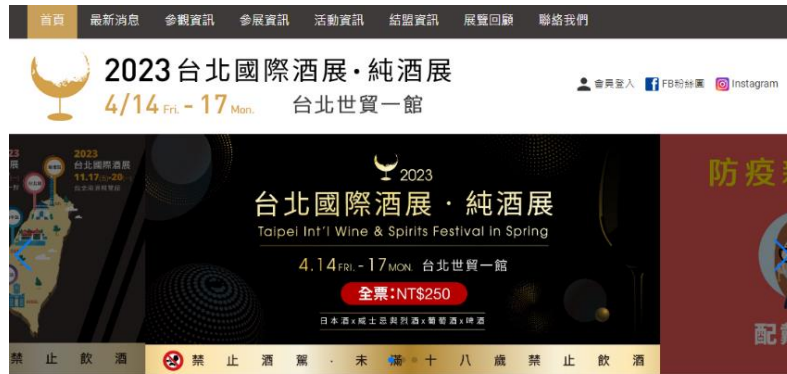 首頁 最新消息 參觀資訊 參展資訊 活動資訊 結盟資訊 展覽回顧 聯絡我們
2023台北國際酒展·純酒展
4/14 Fri. - 17 Mon. 台北世貿一館
會員登入 FB粉絲團 Instagram
2023
台北國際酒展
11.17(五)-20(一)
2023
台北國際酒展·純酒展
Taipei Int'l Wine & Spirits Festival in Spring
4.14 FRI. - 17 MON. 台北世貿一館
全票:NT$250
日本酒x威士忌與烈酒x葡萄酒x啤酒
防疫
配
禁止飲酒
禁止酒駕·未滿十八歲禁止飲酒